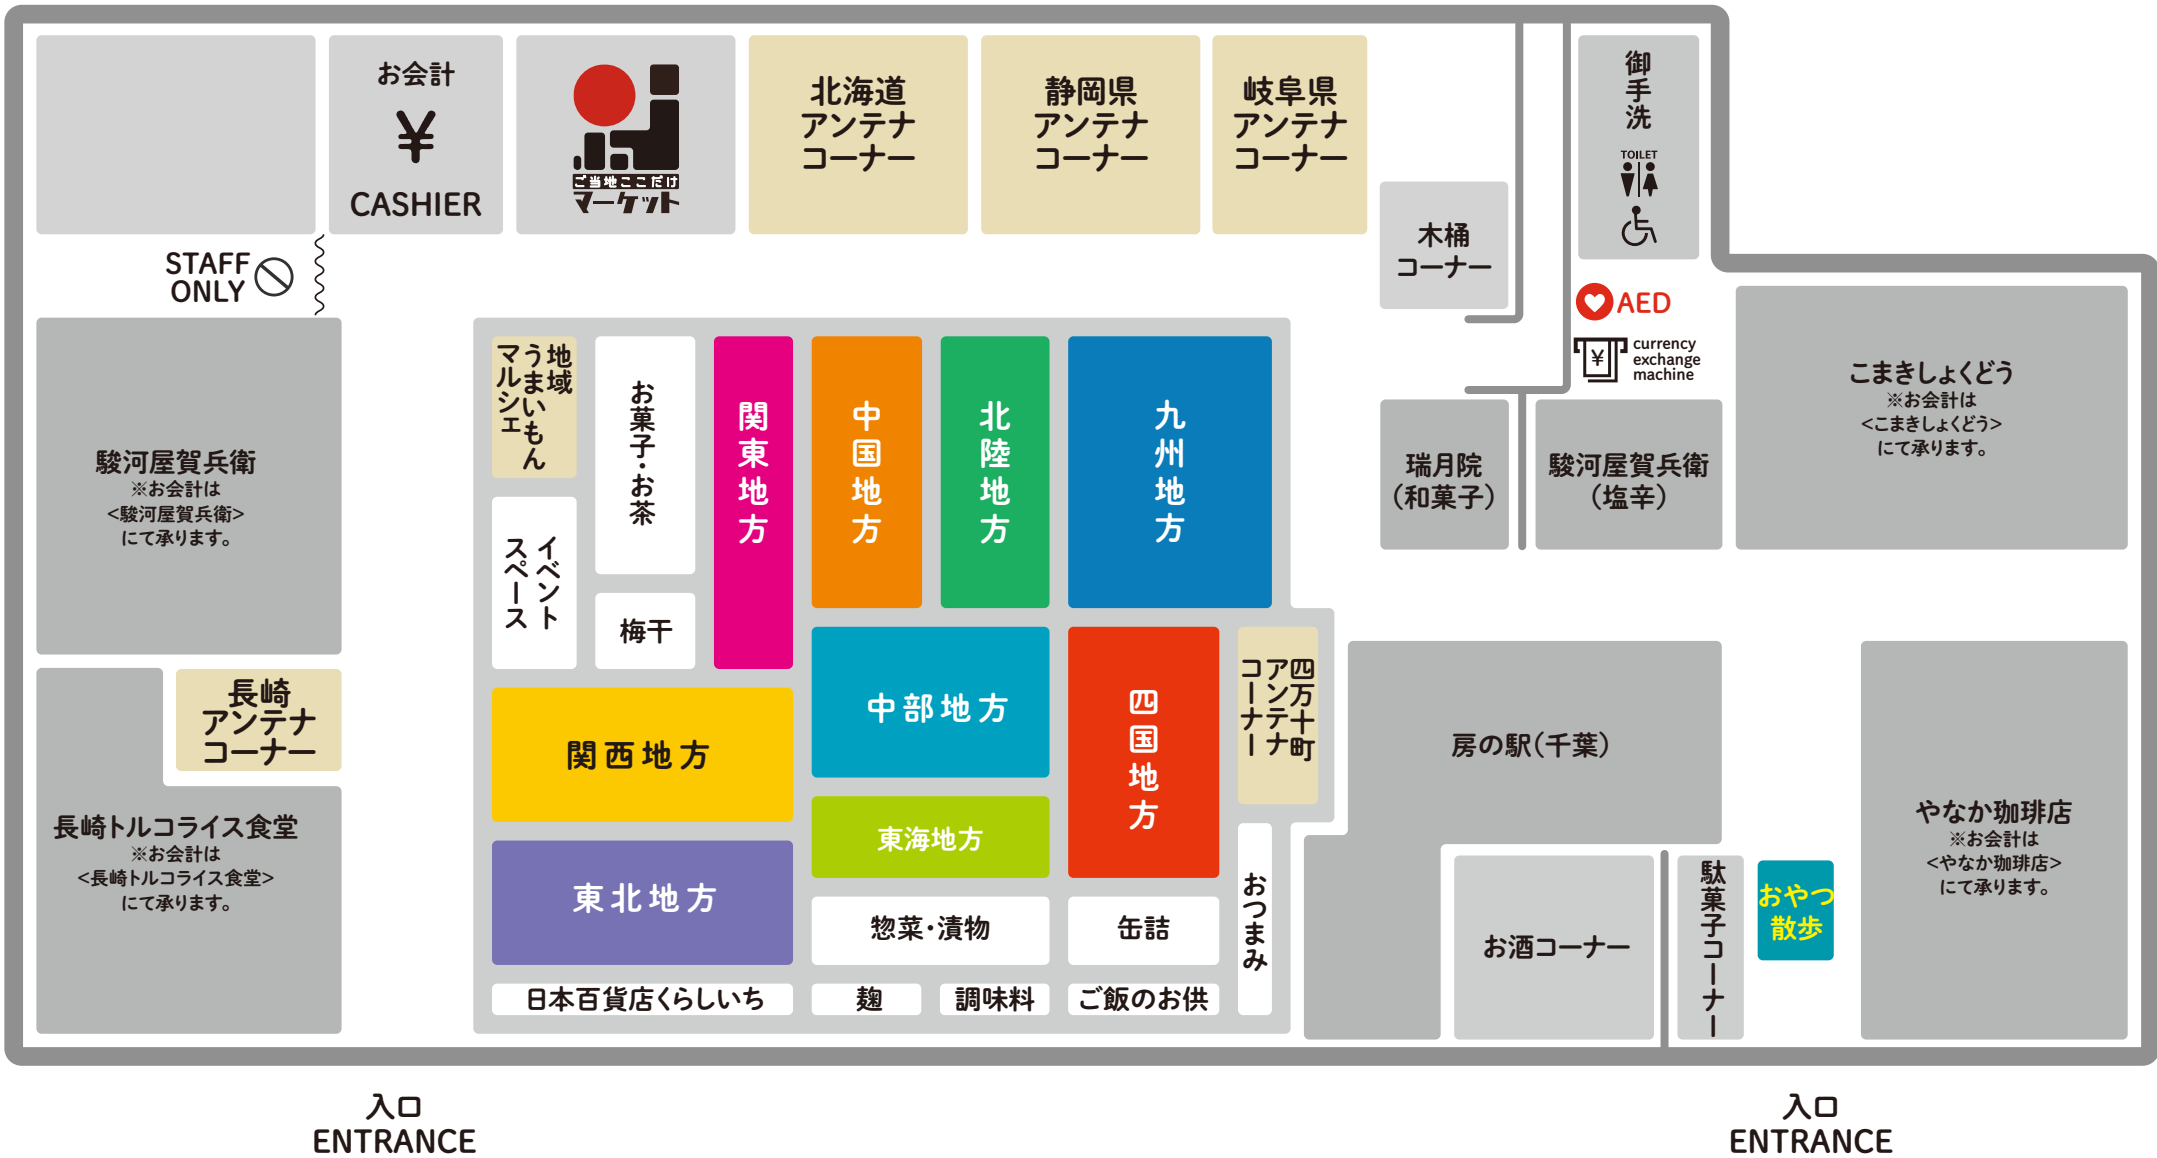 お会計
¥
CASHIER
ご当地ここだけ
マーケット
北海道
アンテナ
コーナー
静岡県
アンテナ
コーナー
岐阜県
アンテナ
コーナー
御手洗
TOILET
木桶
コーナー
STAFF
ONLY
AED
¥
currency
exchange
machine
こまきしょくどう
※お会計は
<こまきしょくどう>
にて承ります。
駿河屋賀兵衛
※お会計は
<駿河屋賀兵衛>
にて承ります。
地域
うまいもん
マルシェ
お菓子・お茶
関東地方
中国地方
北陸地方
九州地方
瑞月院
(和菓子)
駿河屋賀兵衛
(塩辛)
イベント
スペース
梅干
長崎
アンテナ
コーナー
関西地方
中部地方
四国地方
四万十町
アンテナ
コーナー
房の駅(千葉)
長崎トルコライス食堂
※お会計は
<長崎トルコライス食堂>
にて承ります。
東海地方
東北地方
惣菜・漬物
缶詰
おつまみ
お酒コーナー
駄菓子コーナー
おやつ
散歩
やなか珈琲店
※お会計は
<やなか珈琲店>
にて承ります。
日本百貨店くらしいち
麹
調味料
ご飯のお供
入口
ENTRANCE
入口
ENTRANCE